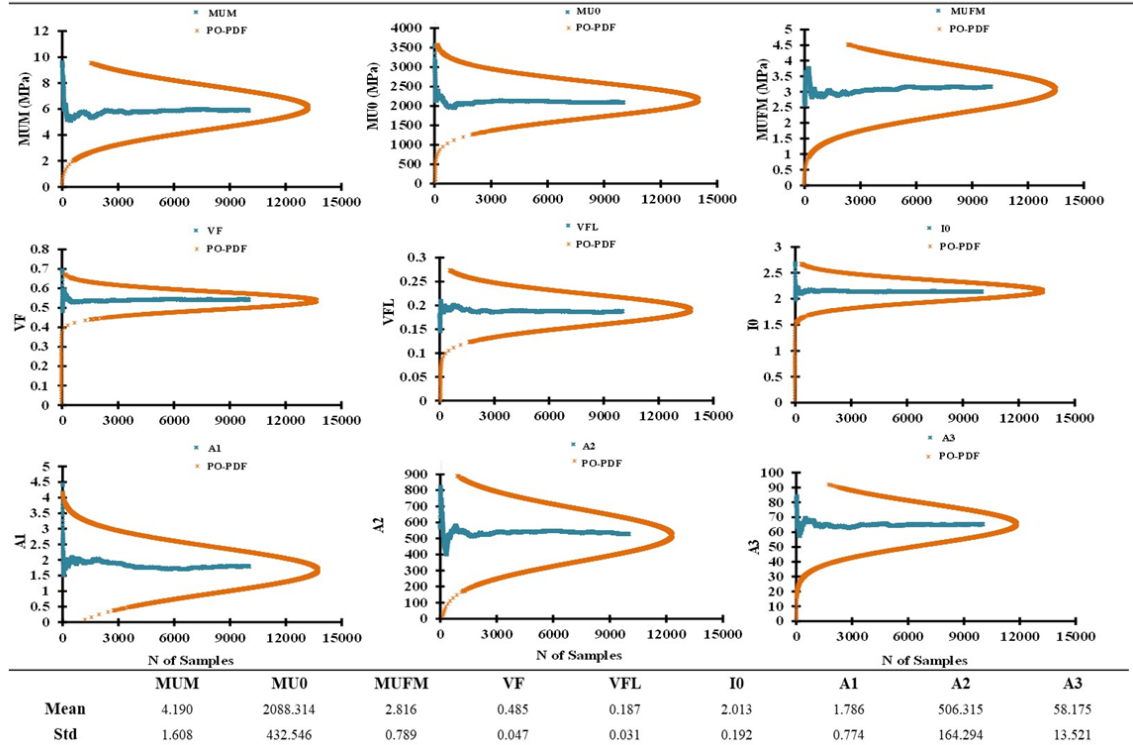 MUM
PO-PDF
MUM (MPa)
12
10
8
6
4
2
0
0 3000 6000 9000 12000 15000
MU0
PO-PDF
MU0 (MPa)
4000
3500
3000
2500
2000
1500
1000
500
0
0 3000 6000 9000 12000 15000
MUFM
PO-PDF
MUFM (MPa)
5
4.5
4
3.5
3
2.5
2
1.5
1
0.5
0
0 3000 6000 9000 12000 15000
VF
PO-PDF
VF
0.8
0.7
0.6
0.5
0.4
0.3
0.2
0.1
0
0 3000 6000 9000 12000 15000
VFL
PO-PDF
VFL
0.3
0.25
0.2
0.15
0.1
0.05
0
0 3000 6000 9000 12000 15000
I0
PO-PDF
I0
3
2.5
2
1.5
1
0.5
0
0 3000 6000 9000 12000 15000
A1
PO-PDF
A1
5
4.5
4
3.5
3
2.5
2
1.5
1
0.5
0
0 3000 6000 9000 12000 15000
N of Samples
A2
PO-PDF
A2
900
800
700
600
500
400
300
200
100
0
0 3000 6000 9000 12000 15000
N of Samples
A3
PO-PDF
A3
100
90
80
70
60
50
40
30
20
10
0
0 3000 6000 9000 12000 15000
N of Samples
MUM MU0 MUFM VF VFL I0 A1 A2 A3
Mean 4.190 2088.314 2.816 0.485 0.187 2.013 1.786 506.315 58.175
Std 1.608 432.546 0.789 0.047 0.031 0.192 0.774 164.294 13.521